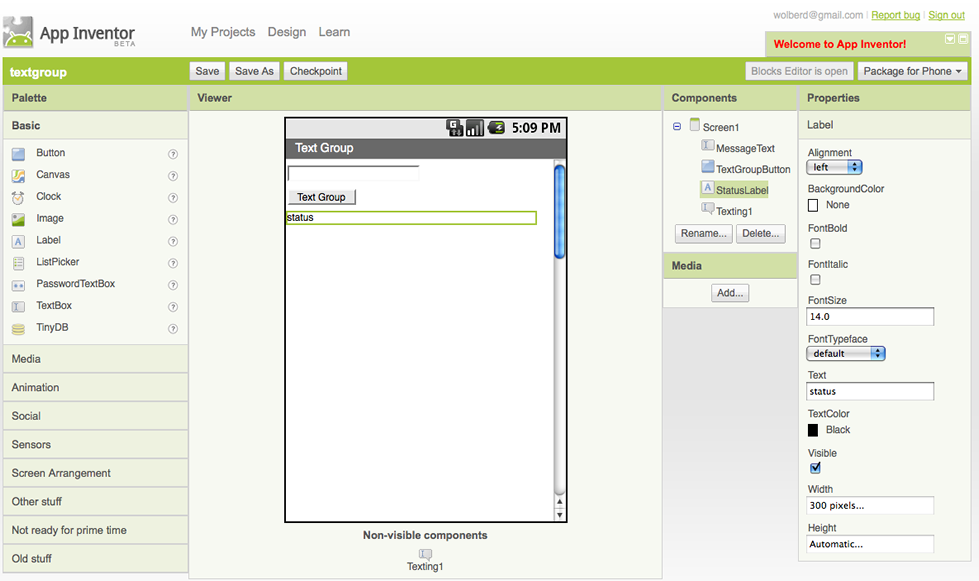 wolberd@gmail.com | Report bug | Sign out
App Inventor
BETA
My Projects Design Learn
Welcome to App Inventor!
textgroup
Save Save As Checkpoint
Blocks Editor is open Package for Phone
Palette
Basic
Button ?
Canvas ?
Clock ?
Image ?
Label ?
ListPicker ?
PasswordTextBox ?
TextBox ?
TinyDB ?
Media
Animation
Social
Sensors
Screen Arrangement
Other stuff
Not ready for prime time
Old stuff
Viewer
5:09 PM
Text Group
Text Group
status
Non-visible components
Texting1
Components
Screen1
MessageText
TextGroupButton
StatusLabel
Texting1
Rename... Delete...
Media
Add...
Properties
Label
Alignment
left
BackgroundColor
None
FontBold
FontItalic
FontSize
14.0
FontTypeface
default
Text
status
TextColor
Black
Visible
Width
300 pixels...
Height
Automatic...